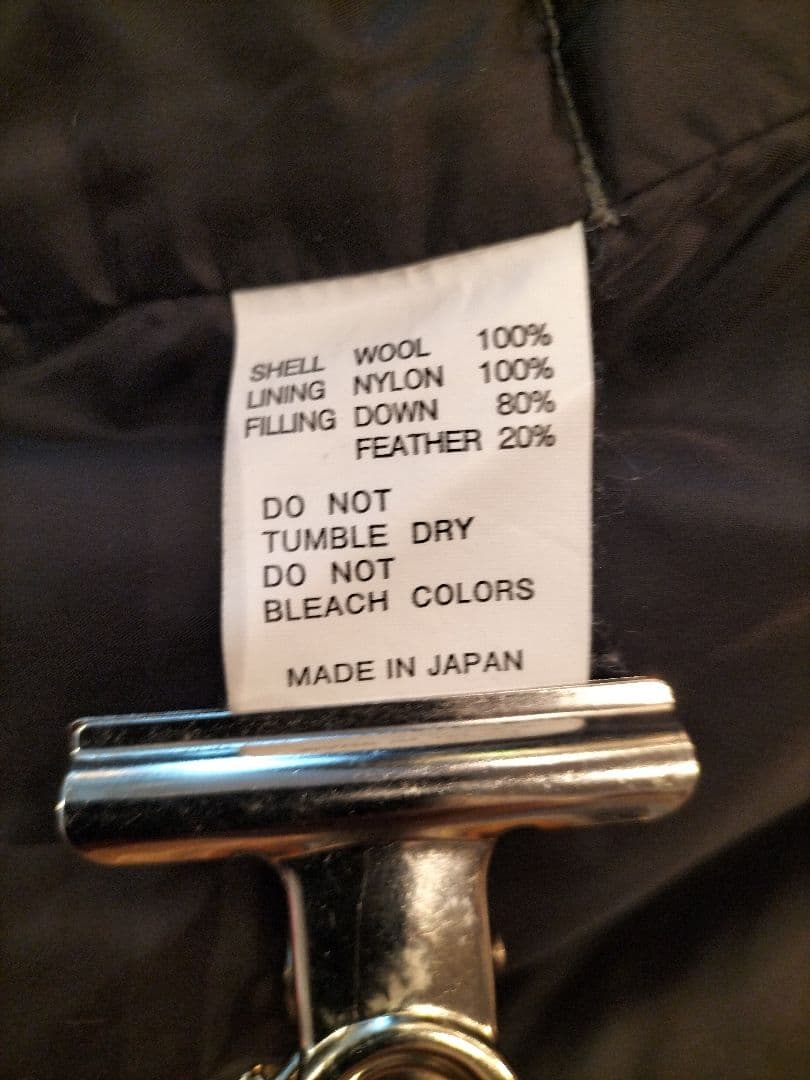 SHELL WOOL 100%
LINING NYLON 100%
FILLING DOWN 80%
FEATHER 20%
DO NOT
TUMBLE DRY
DO NOT
BLEACH COLORS
MADE IN JAPAN